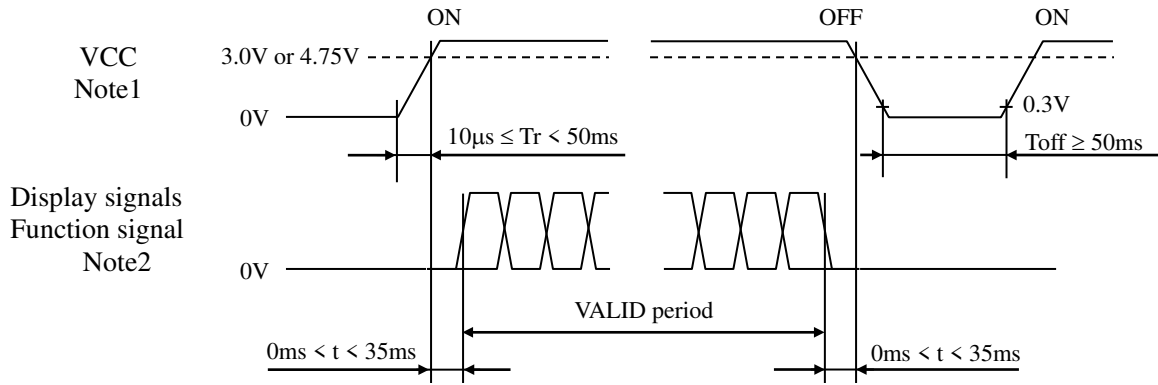 ON
OFF
ON
VCC
Note1
3.0V or 4.75V
0V
0.3V
10μs ≤ Tr < 50ms
Toff ≥ 50ms
Display signals
Function signal
Note2
0V
VALID period
0ms < t < 35ms
0ms < t < 35ms